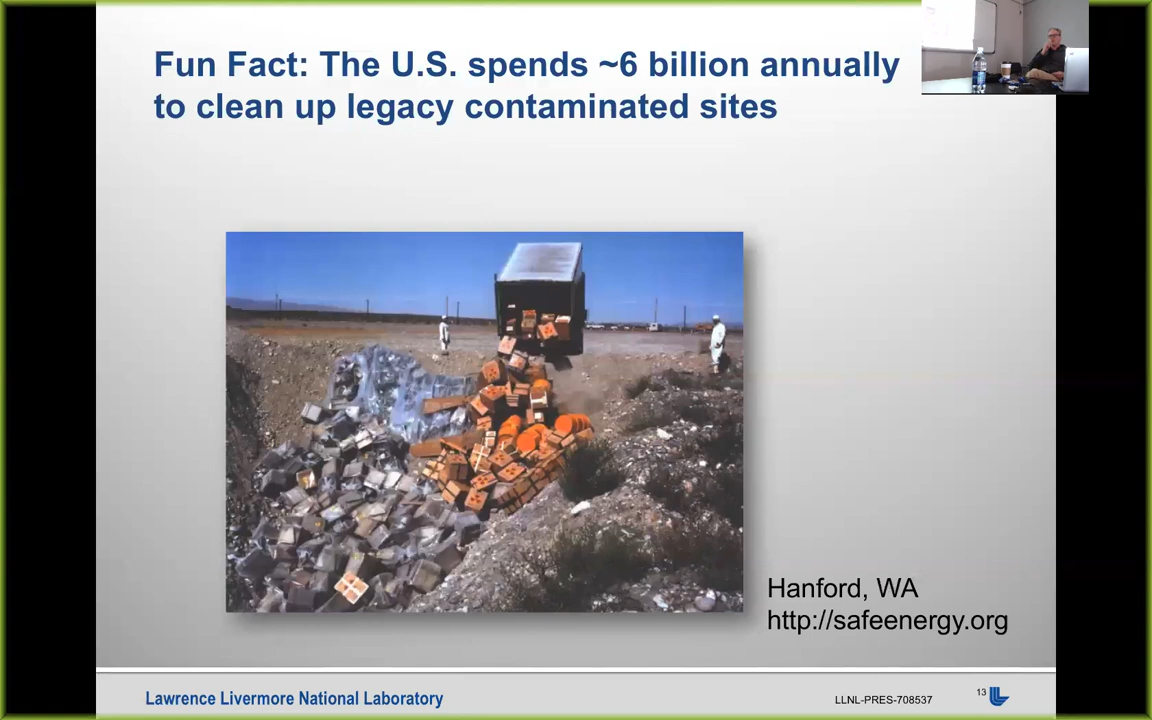 Fun Fact: The U.S. spends ~6 billion annually
to clean up legacy contaminated sites
Hanford, WA
http://safeenergy.org
Lawrence Livermore National Laboratory
LLNL-PRES-708537
13